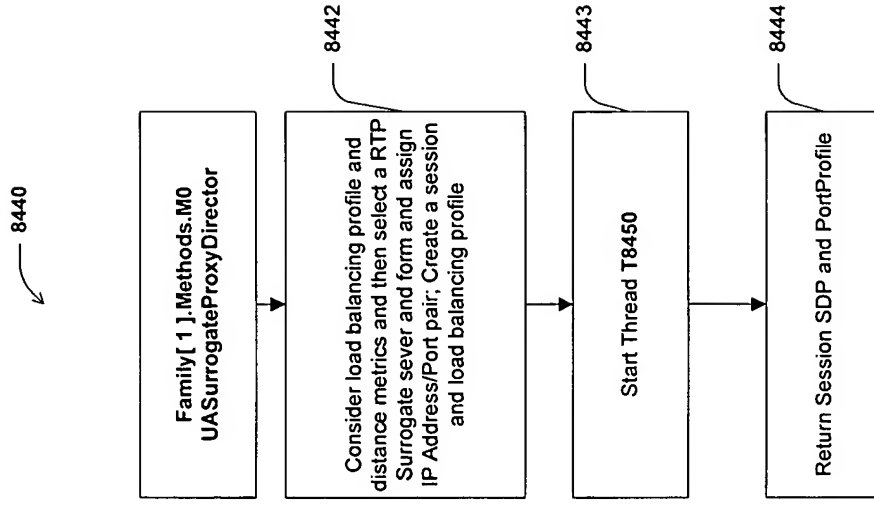 8440
Family[ 1 ].Methods.M0
UASurrogateProxyDirector
8442
Consider load balancing profile and
distance metrics and then select a RTP
Surrogate sever and form and assign
IP Address/Port pair; Create a session
and load balancing profile
8443
Start Thread T8450
8444
Return Session SDP and PortProfile